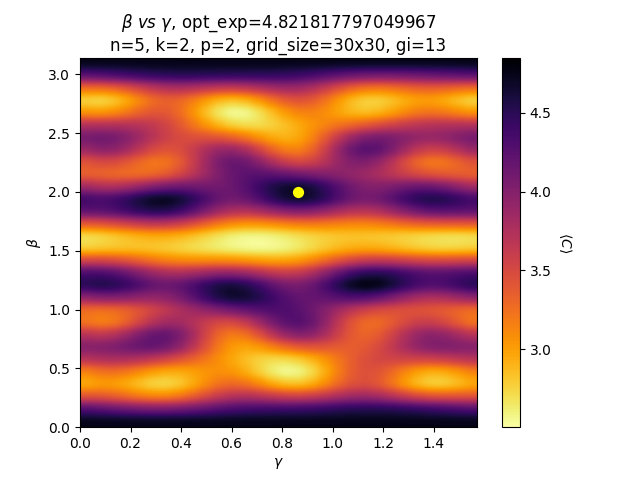 β vs γ, opt_exp=4.821817797049967
n=5, k=2, p=2, grid_size=30x30, gi=13
3.0
2.5
2.0
1.5
1.0
0.5
0.0
β
0.0 0.2 0.4 0.6 0.8 1.0 1.2 1.4
γ
4.5
4.0
3.5
3.0
⟨C⟩